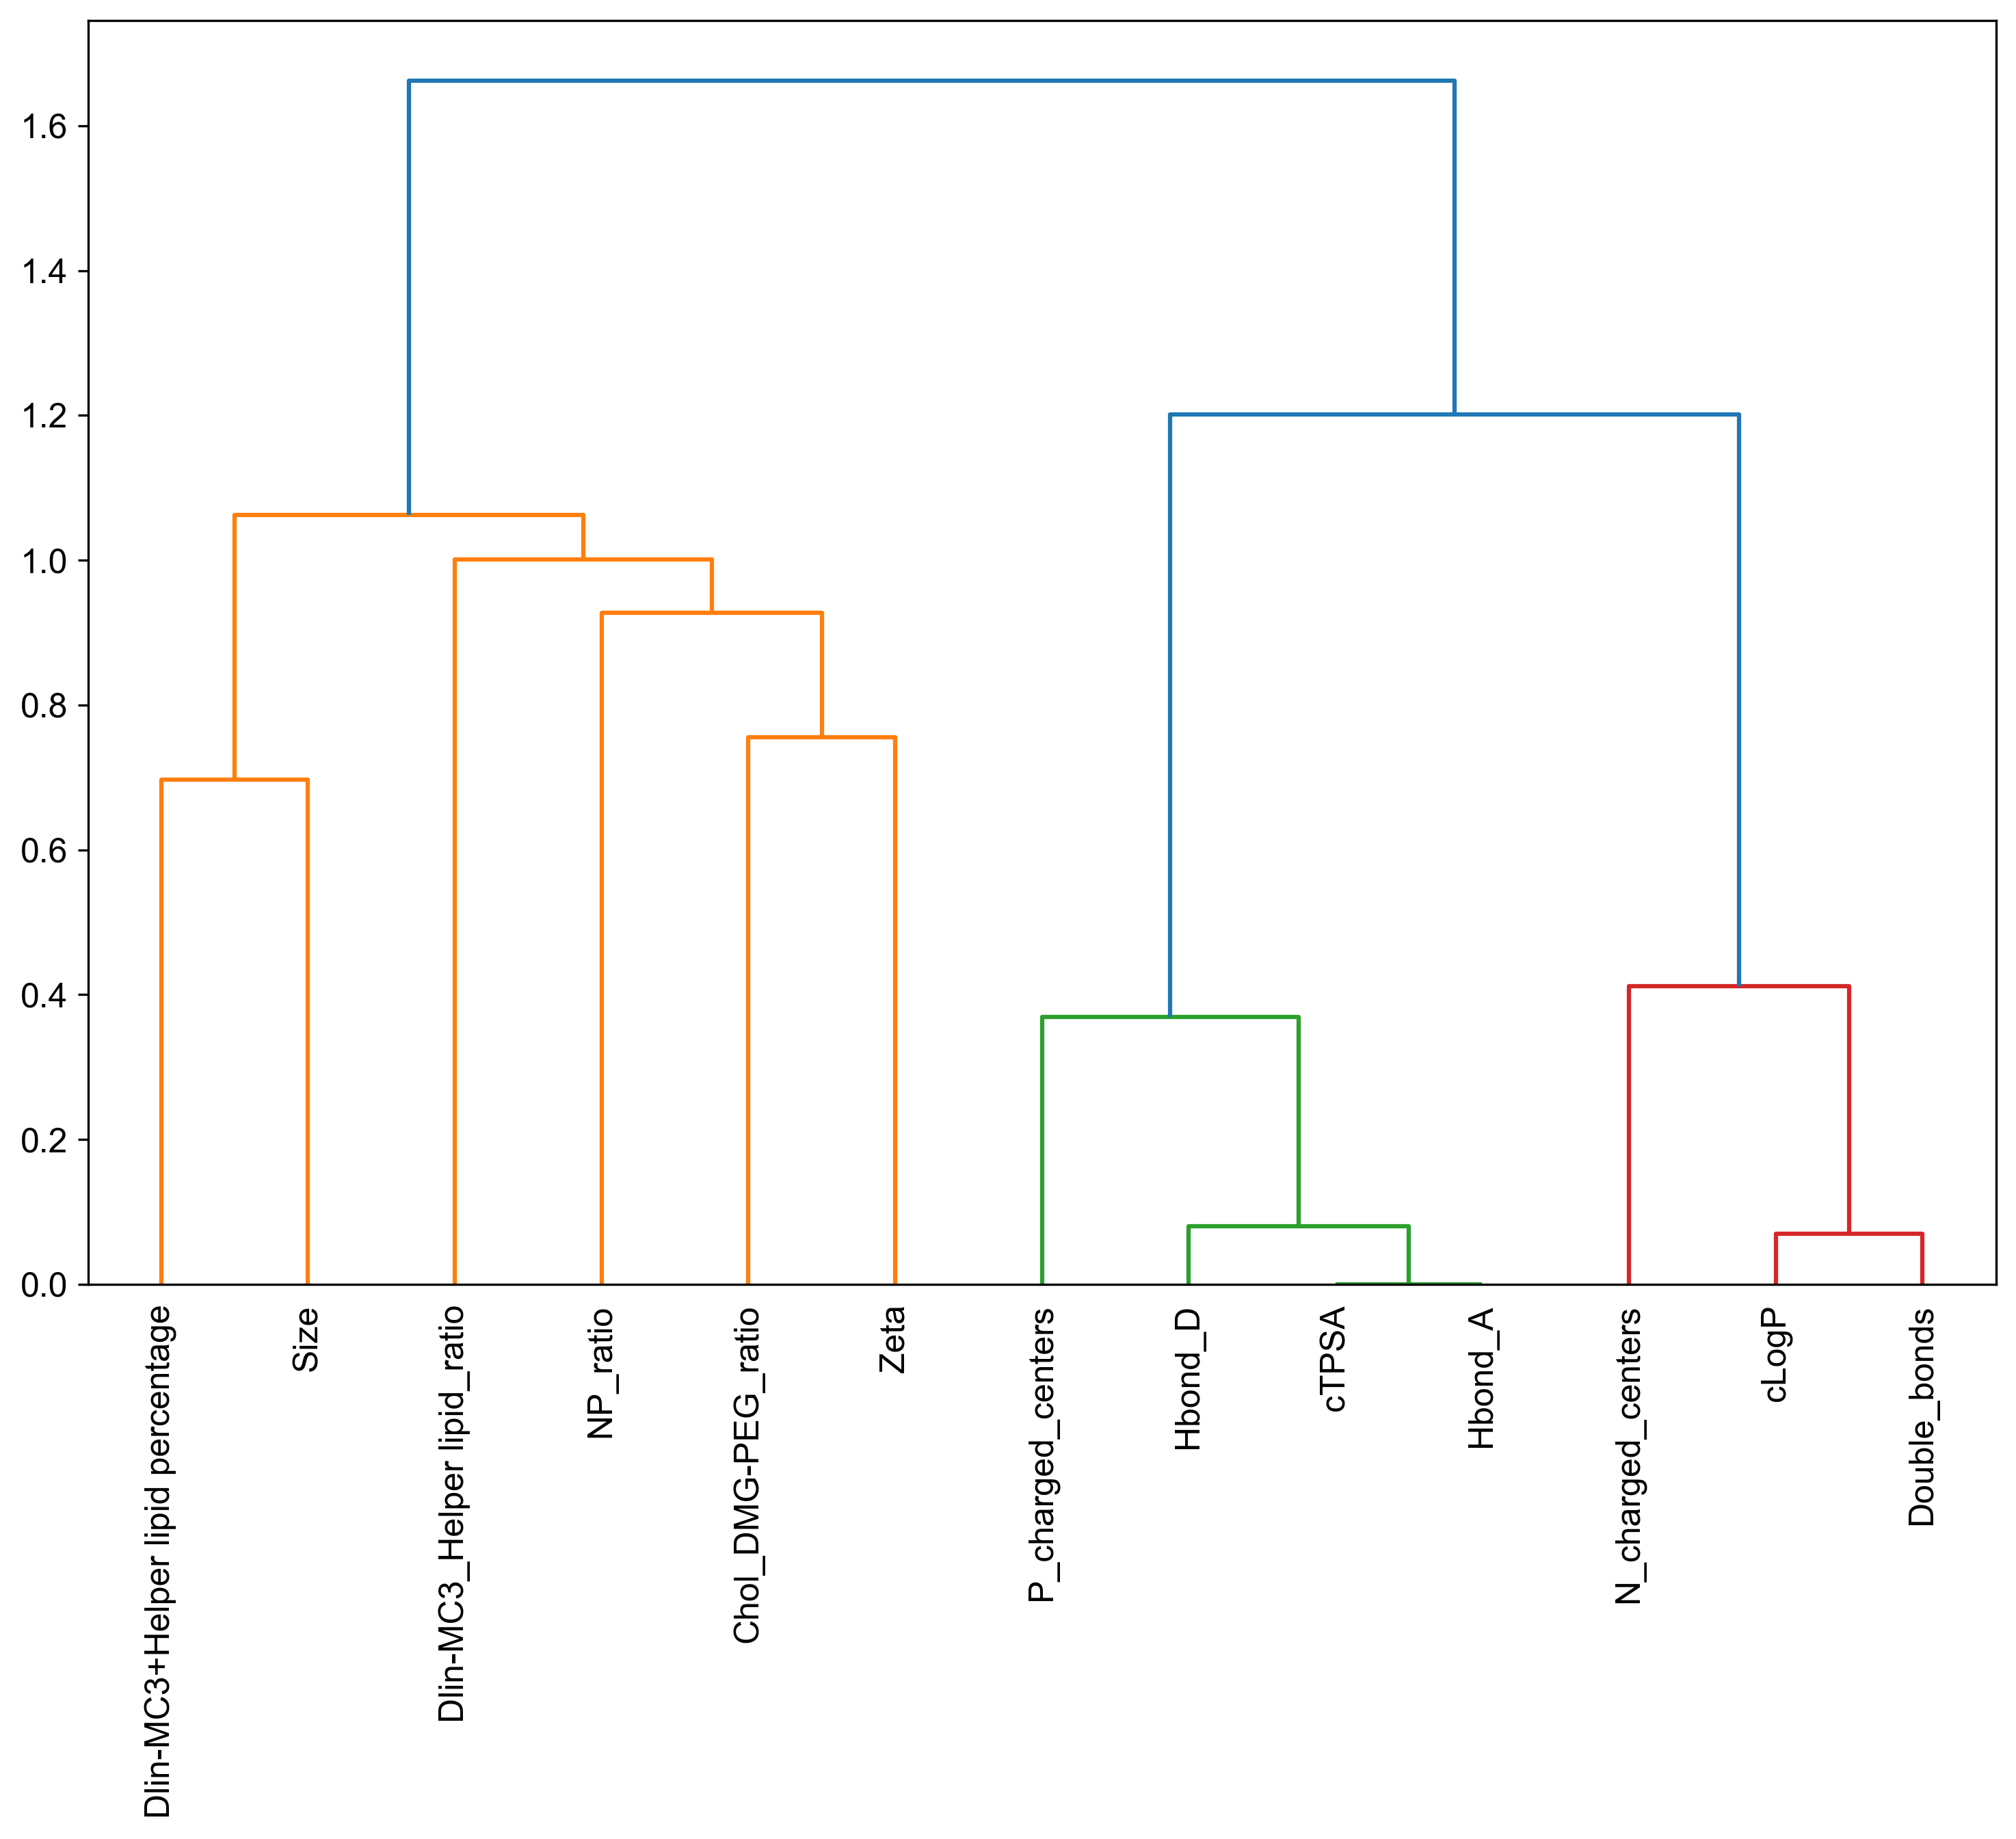 1.6
1.4
1.2
1.0
0.8
0.6
0.4
0.2
0.0
Dlin-MC3+Helper lipid percentage
Size
Dlin-MC3_Helper lipid_ratio
NP_ratio
Chol_DMG-PEG_ratio
Zeta
P_charged_centers
Hbond_D
cTPSA
Hbond_A
N_charged_centers
cLogP
Double_bonds